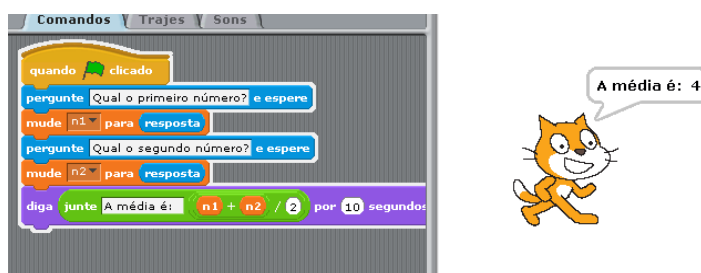 Comandos Trajes Sons
quando clicado
pergunte Qual o primeiro número? e espere
mude n1 para resposta
pergunte Qual o segundo número? e espere
mude n2 para resposta
diga junte A média é: n1 + n2 / 2 por 10 segundos
A média é: 4